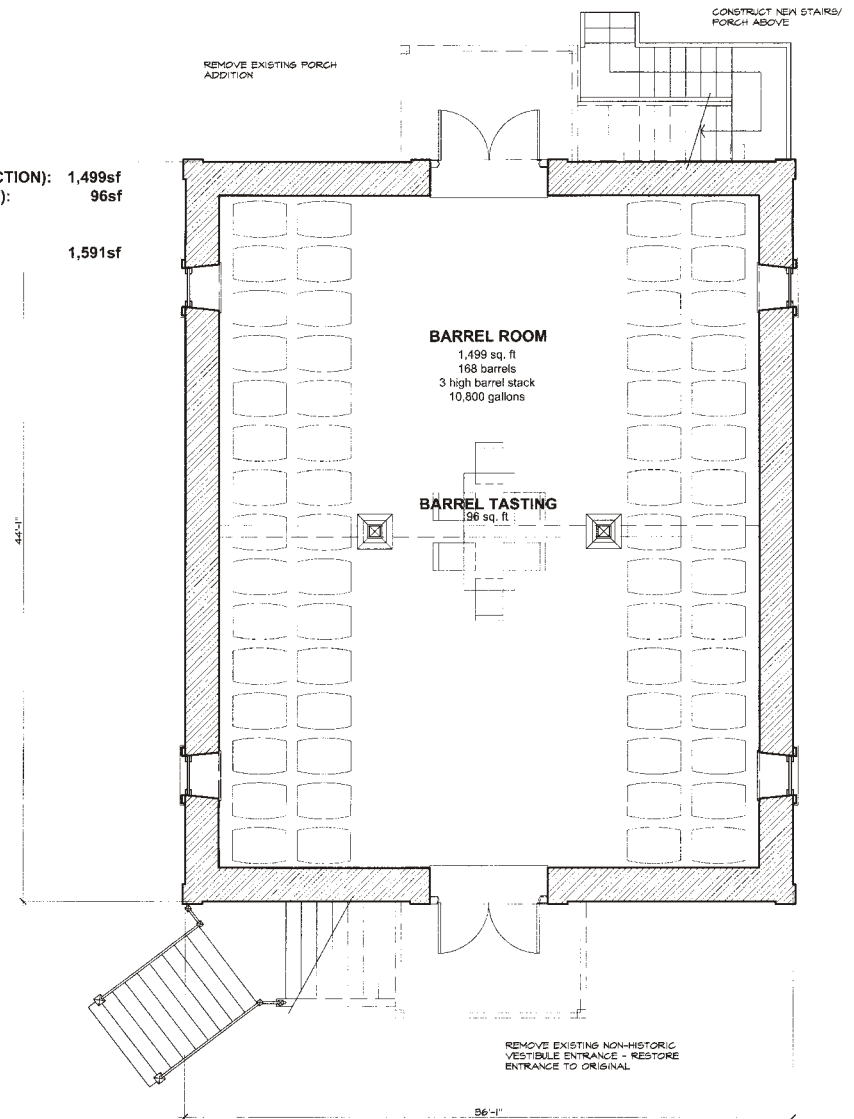 CONSTRUCT NEW STAIRS/
PORCH ABOVE
REMOVE EXISTING PORCH
ADDITION
CTION): 1,499sf
): 96sf
1,591sf
BARREL ROOM
1,499 sq. ft
168 barrels
3 high barrel stack
10,800 gallons
BARREL TASTING
96 sq. ft
44'-1"
REMOVE EXISTING NON-HISTORIC
VESTIBULE ENTRANCE - RESTORE
ENTRANCE TO ORIGINAL
36'-1"